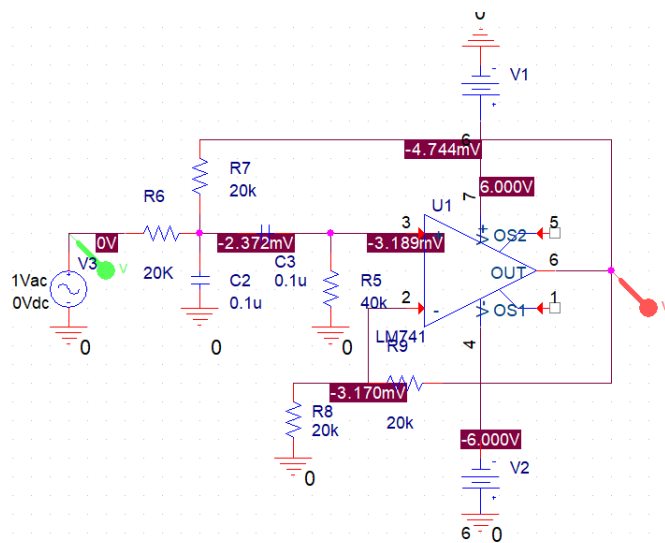 0
V1
6
-4.744mV
R7
20k
6.000V
7
R6
U1
3
5
V+
OS2
0V
-2.372mV
-3.189mV
+
V3
V
C2
C3
0.1u
0.1u
R5
40k
OUT
6
1Vac
0Vdc
20K
2
-
OS1
1
V-
V
0
0
0
LM741
R9
4
-3.170mV
R8
20k
20k
-6.000V
0
V2
6
0